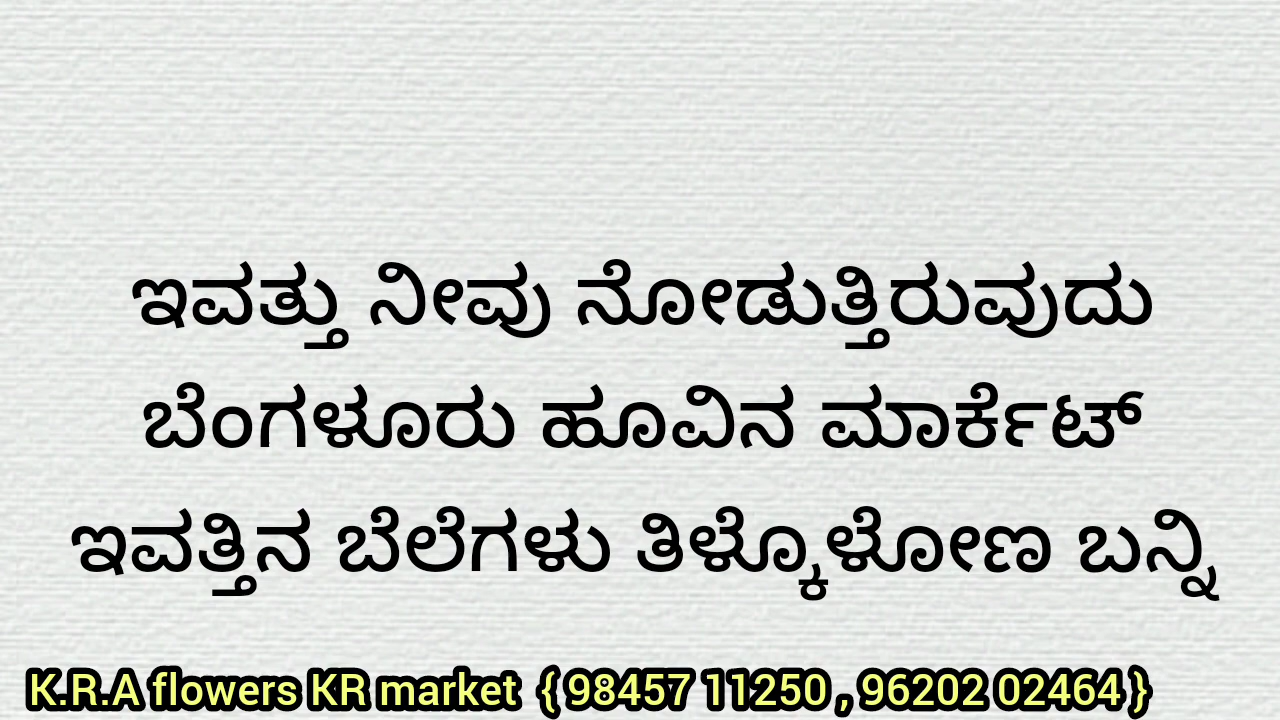 ಇವತ್ತು ನೀವು ನೋಡುತ್ತಿರುವುದು
ಬೆಂಗಳೂರು ಹೂವಿನ ಮಾರ್ಕೆಟ್
ಇವತ್ತಿನ ಬೆಲೆಗಳು ತಿಳ್ಕೊಳೋಣ ಬನ್ನಿ
K.R.A flowers KR market { 98457 11250 , 96202 02464 }